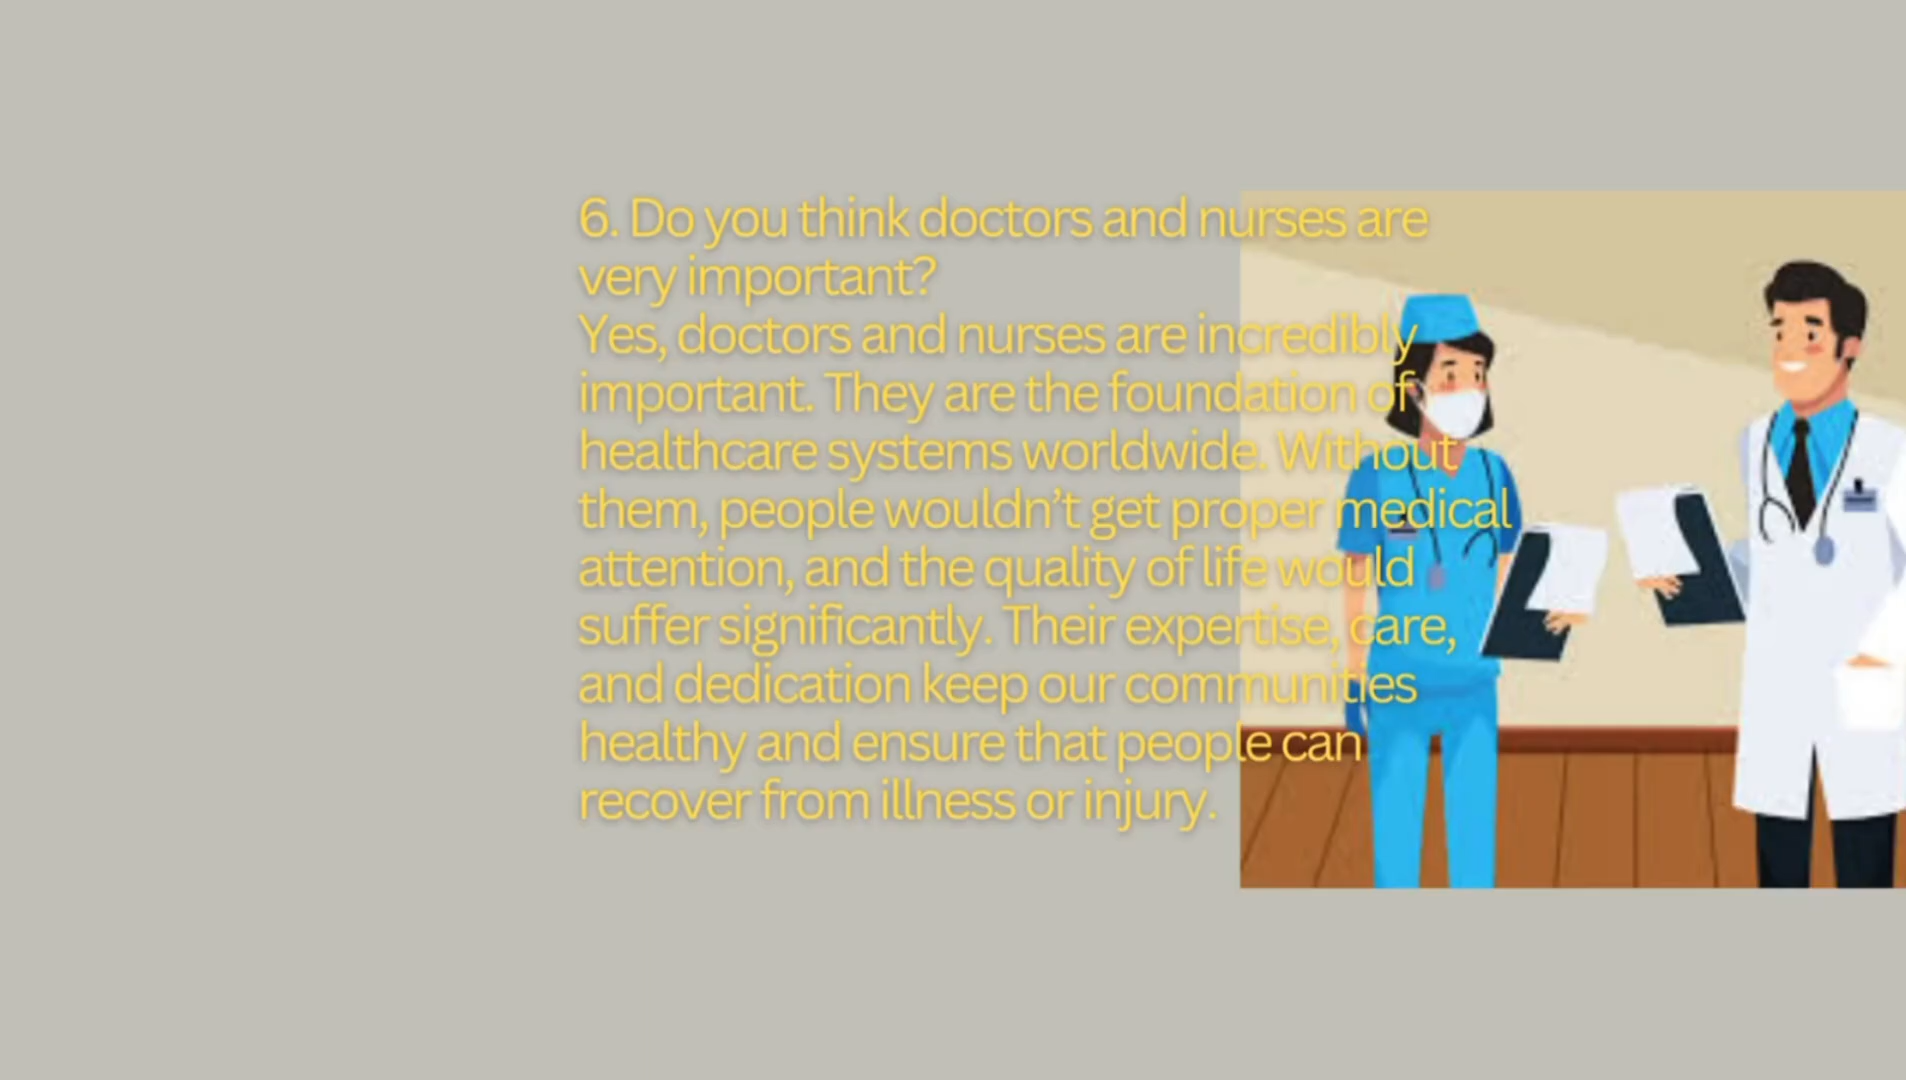 6. Do you think doctors and nurses are
very important?
Yes, doctors and nurses are incredibly
important. They are the foundation of
healthcare systems worldwide. Without
them, people wouldn’t get proper medical
attention, and the quality of life would
suffer significantly. Their expertise, care,
and dedication keep our communities
healthy and ensure that people can
recover from illness or injury.